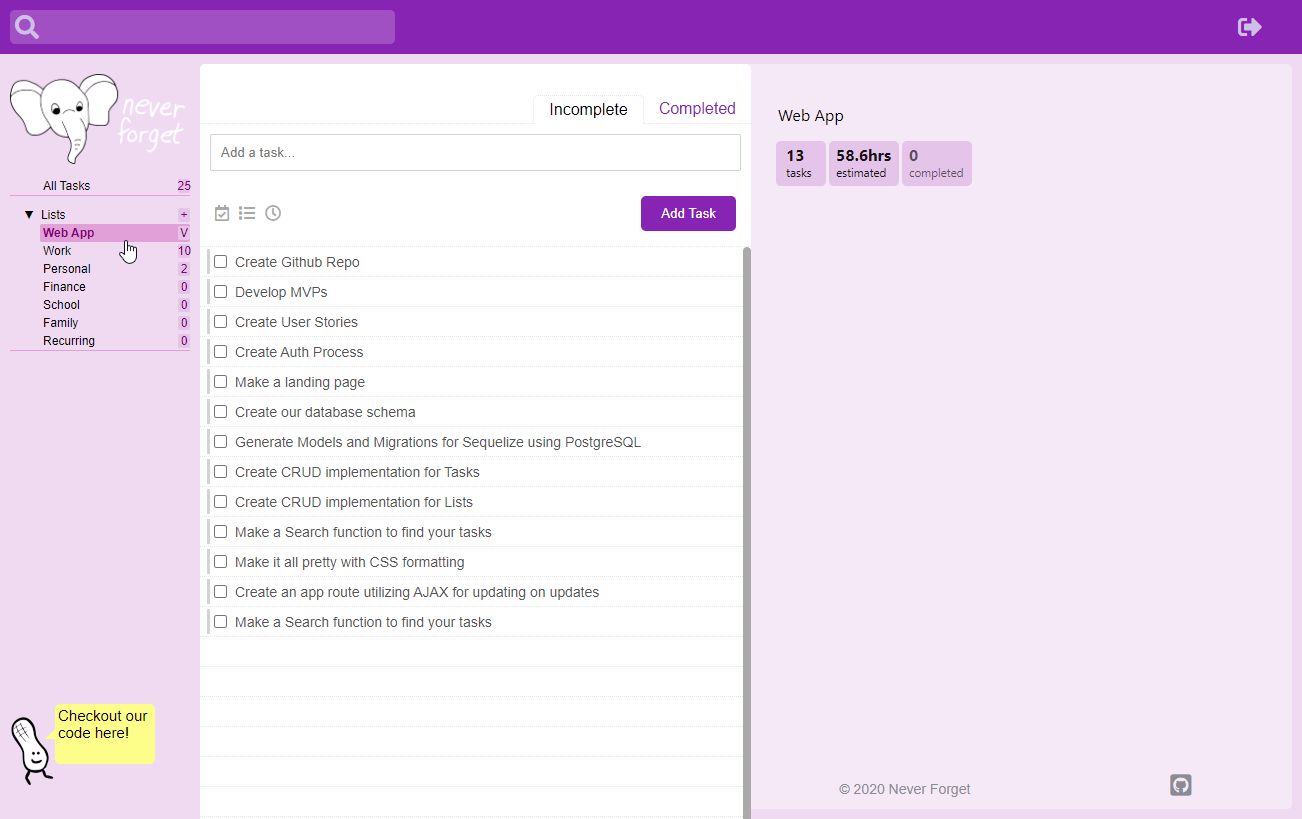 never
forget
All Tasks 25
▼ Lists +
Web App V
Work 10
Personal 2
Finance 0
School 0
Family 0
Recurring 0
Checkout our
code here!
Incomplete Completed
Add a task...
Add Task
Create Github Repo
Develop MVPs
Create User Stories
Create Auth Process
Make a landing page
Create our database schema
Generate Models and Migrations for Sequelize using PostgreSQL
Create CRUD implementation for Tasks
Create CRUD implementation for Lists
Make a Search function to find your tasks
Make it all pretty with CSS formatting
Create an app route utilizing AJAX for updating on updates
Make a Search function to find your tasks
Web App
13 58.6hrs 0
tasks estimated completed
© 2020 Never Forget